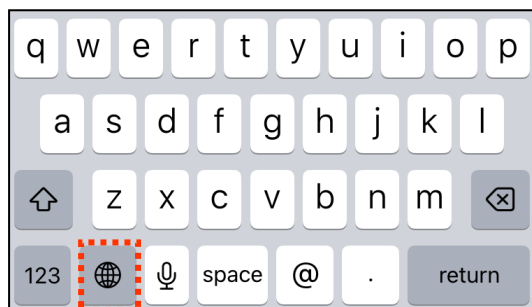 q w e r t y u i o p
a s d f g h j k l
z x c v b n m
123 space @ . return